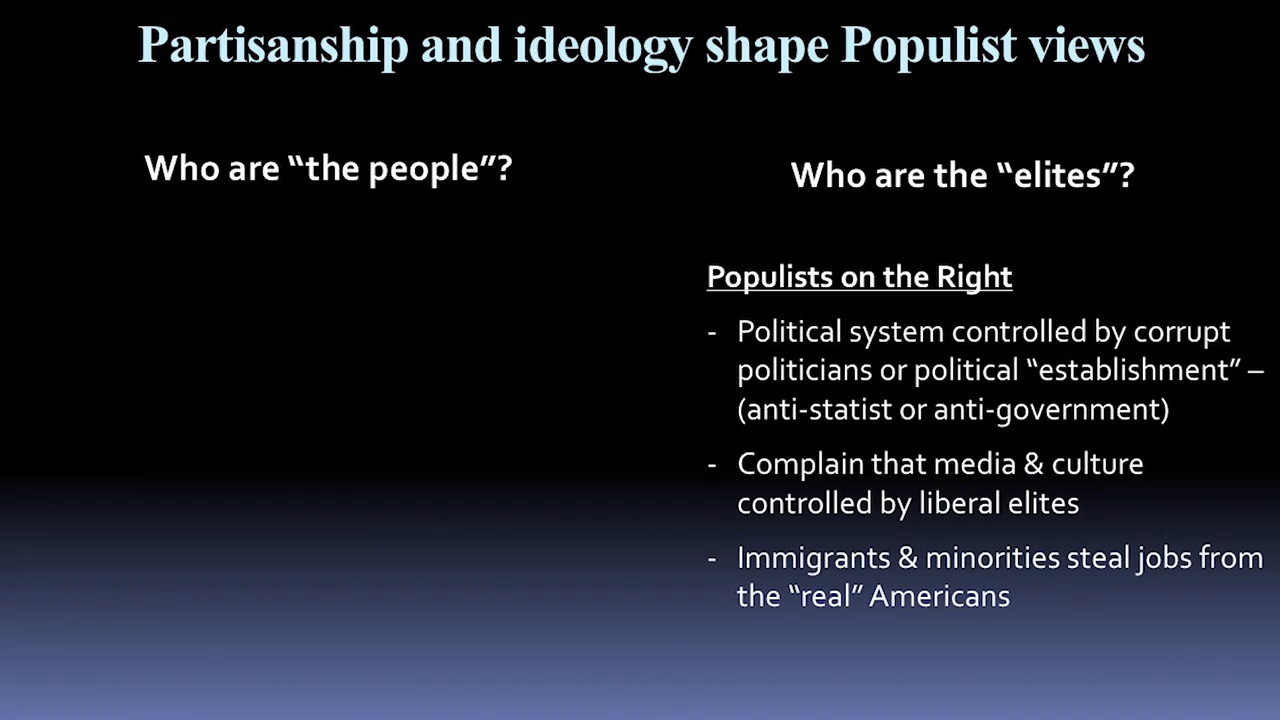 Partisanship and ideology shape Populist views
Who are “the people”?
Who are the “elites”?
Populists on the Right
- Political system controlled by corrupt
politicians or political “establishment” –
(anti-statist or anti-government)
- Complain that media & culture
controlled by liberal elites
- Immigrants & minorities steal jobs from
the “real” Americans